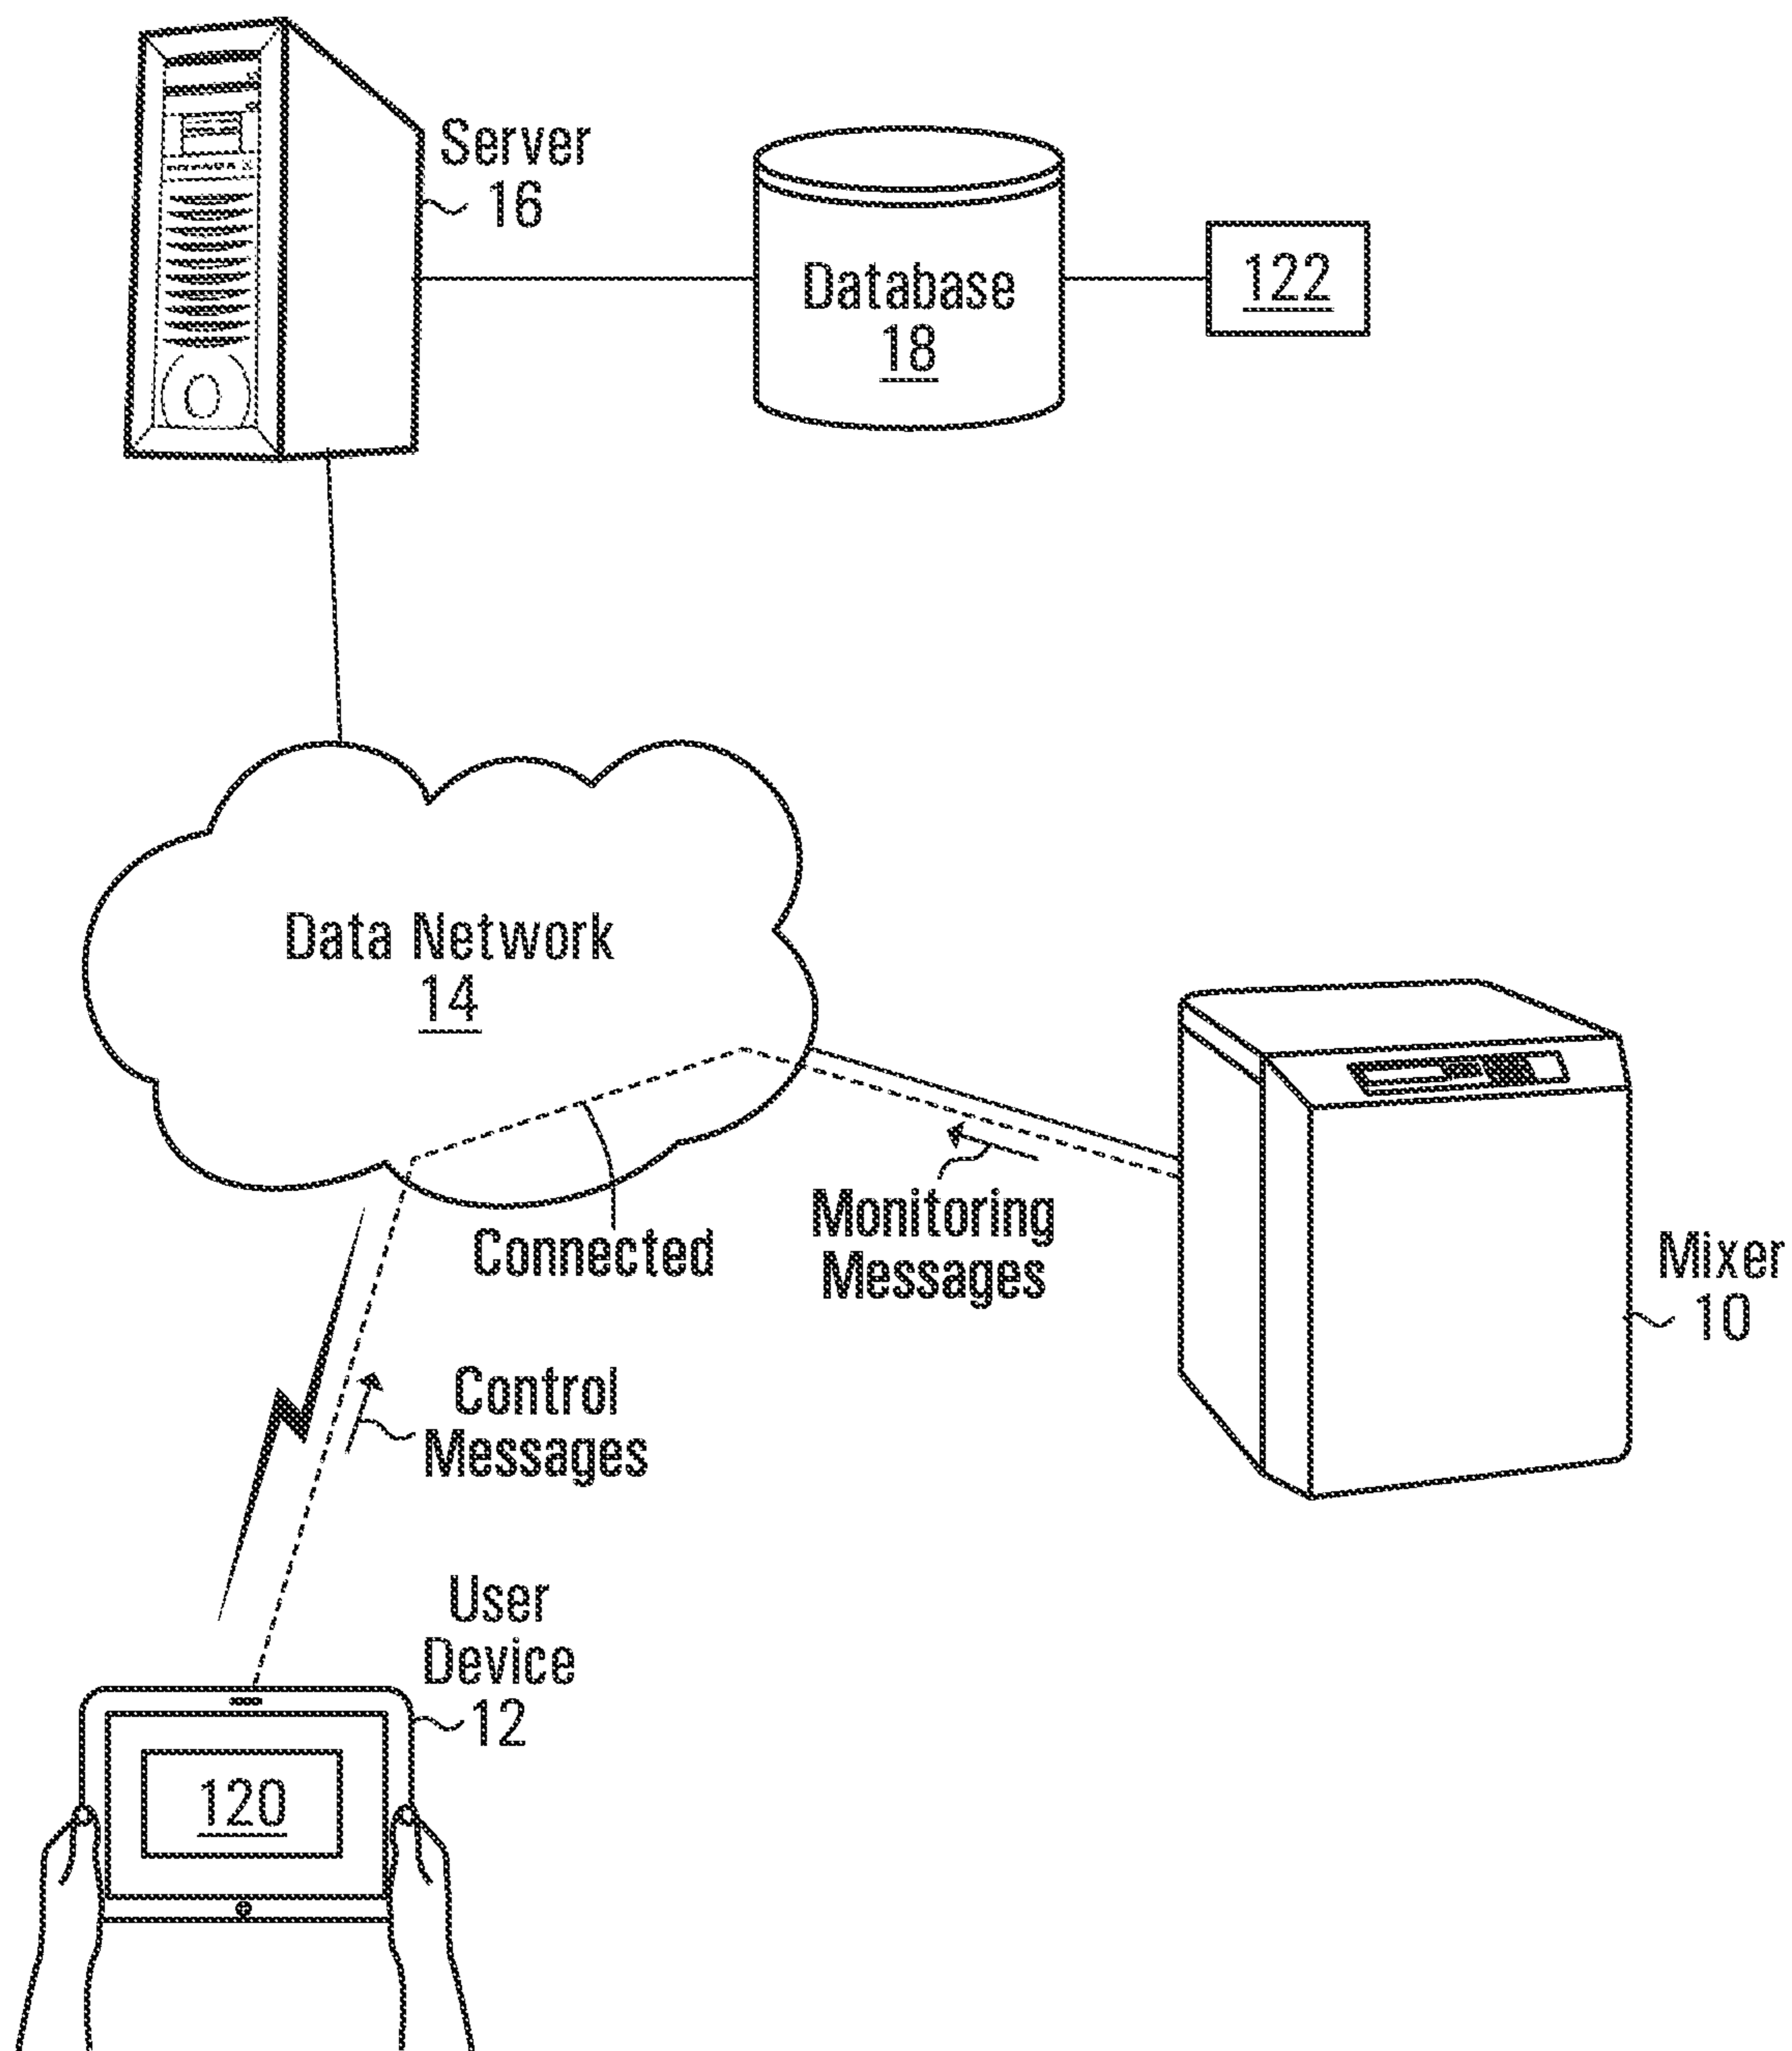 Server
16
Database
18
122
Data Network
14
Connected
Monitoring
Messages
Mixer
10
Control
Messages
User
Device
12
120